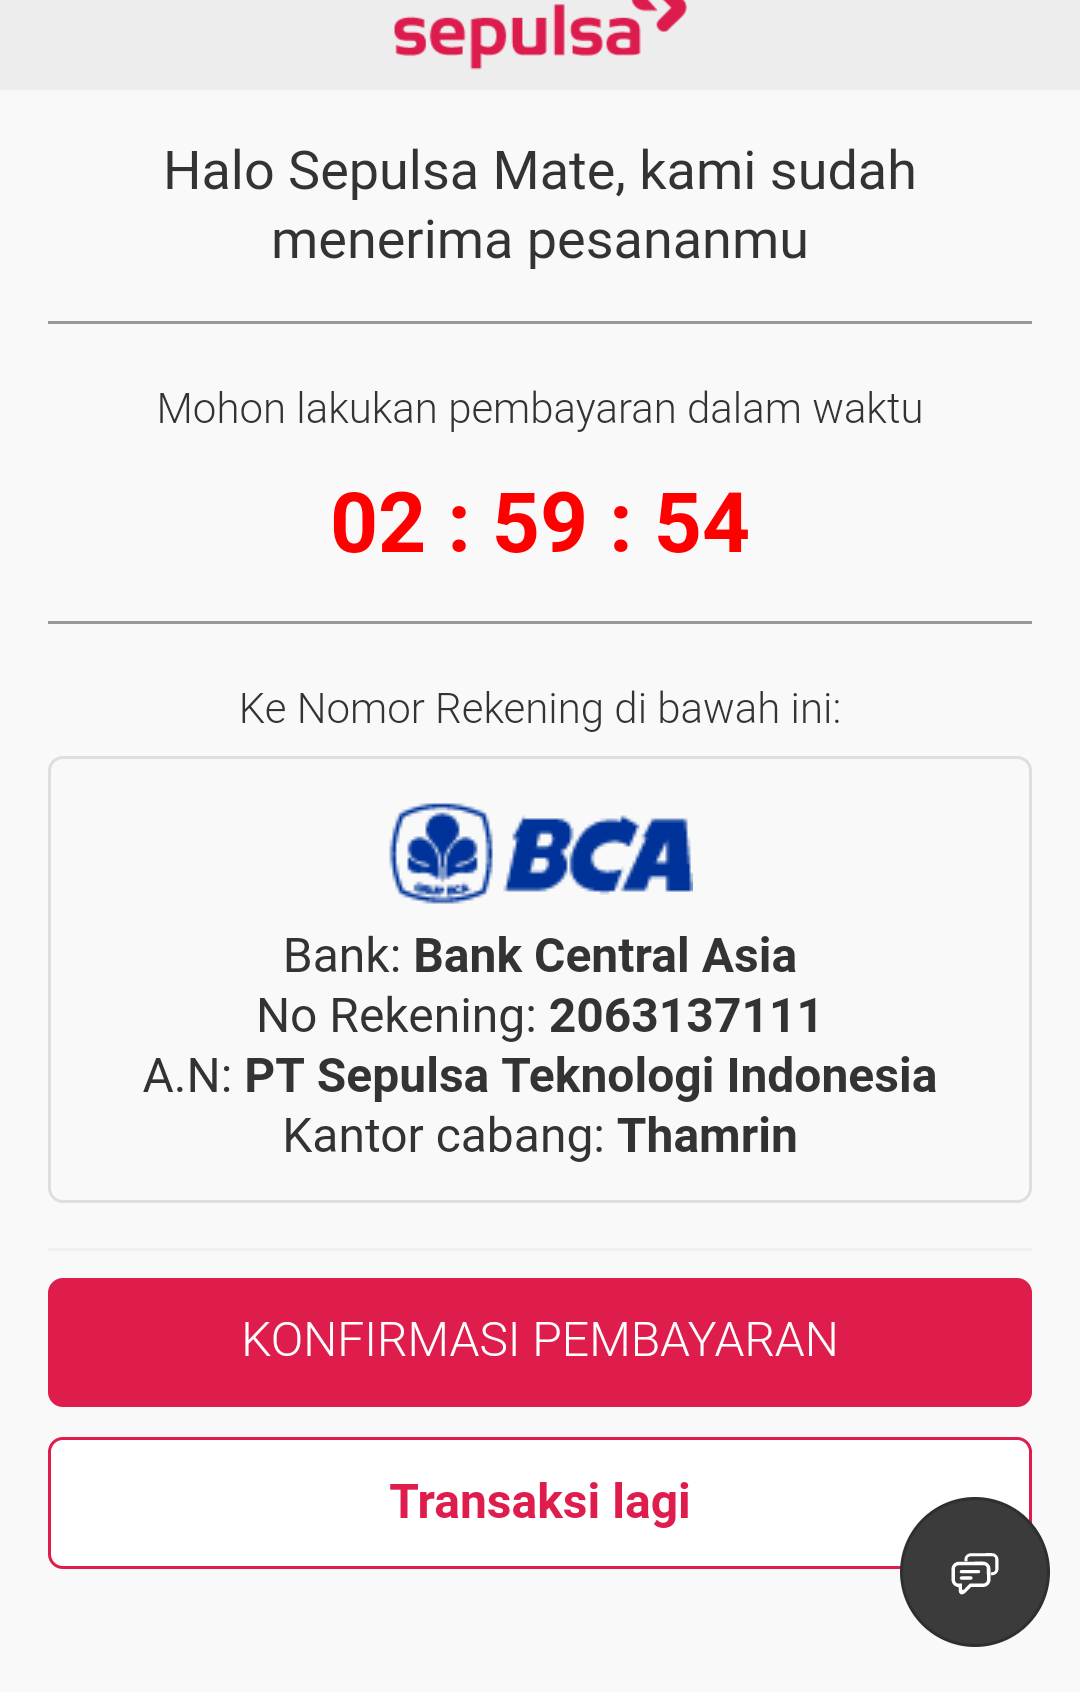 sepulsa
Halo Sepulsa Mate, kami sudah
menerima pesananmu
Mohon lakukan pembayaran dalam waktu
02 : 59 : 54
Ke Nomor Rekening di bawah ini:
BCA
Bank: Bank Central Asia
No Rekening: 2063137111
A.N: PT Sepulsa Teknologi Indonesia
Kantor cabang: Thamrin
KONFIRMASI PEMBAYARAN
Transaksi lagi